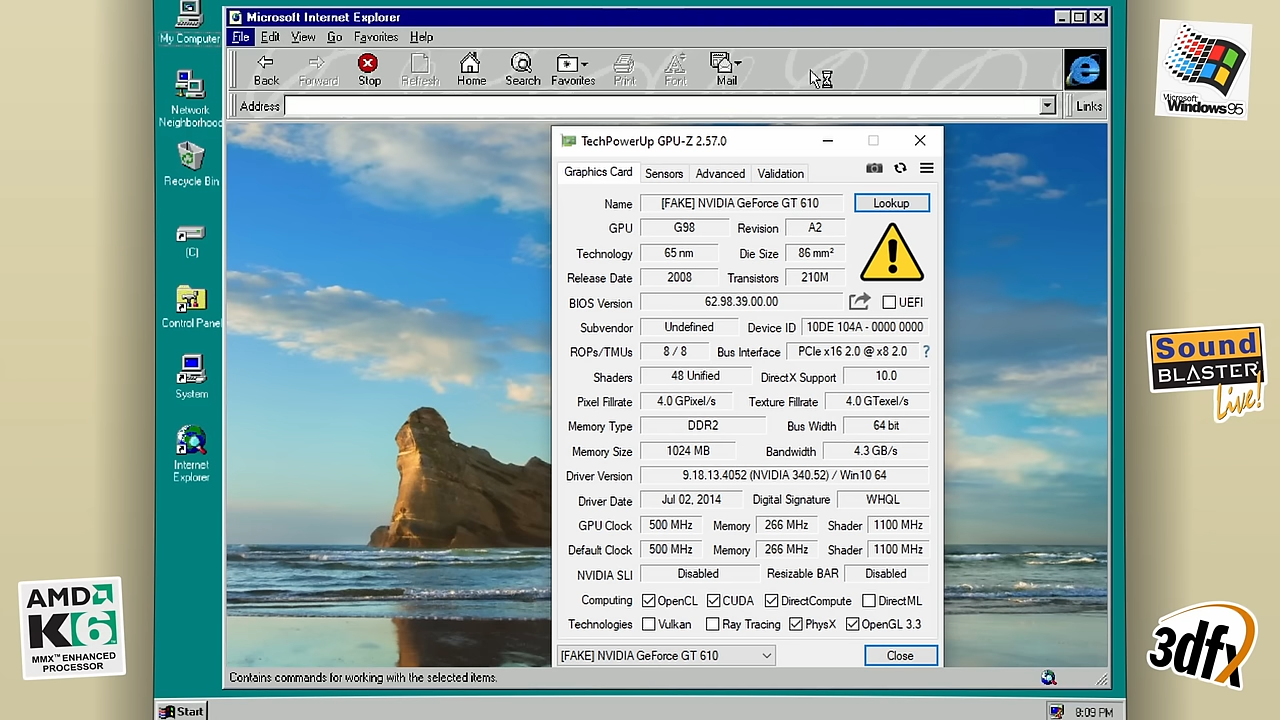 Microsoft Internet Explorer
File Edit View Go Favorites Help
Back Forward Stop Refresh Home Search Favorites Print Font Mail
Address Links
My Computer
Network
Neighborhood
Recycle Bin
(C)
Control Panel
System
Internet
Explorer
TechPowerUp GPU-Z 2.57.0
Graphics Card Sensors Advanced Validation
Name [FAKE] NVIDIA GeForce GT 610 Lookup
GPU G98 Revision A2
Technology 65 nm Die Size 86 mm²
Release Date 2008 Transistors 210M
BIOS Version 62.98.39.00.00 UEFI
Subvendor Undefined Device ID 10DE 104A - 0000 0000
ROPs/TMUs 8 / 8 Bus Interface PCIe x16 2.0 @ x8 2.0 ?
Shaders 48 Unified DirectX Support 10.0
Pixel Fillrate 4.0 GPixel/s Texture Fillrate 4.0 GTexel/s
Memory Type DDR2 Bus Width 64 bit
Memory Size 1024 MB Bandwidth 4.3 GB/s
Driver Version 9.18.13.4052 (NVIDIA 340.52) / Win10 64
Driver Date Jul 02, 2014 Digital Signature WHQL
GPU Clock 500 MHz Memory 266 MHz Shader 1100 MHz
Default Clock 500 MHz Memory 266 MHz Shader 1100 MHz
NVIDIA SLI Disabled Resizable BAR Disabled
Computing OpenCL CUDA DirectCompute DirectML
Technologies Vulkan Ray Tracing PhysX OpenGL 3.3
[FAKE] NVIDIA GeForce GT 610 Close
Contains commands for working with the selected items.
Start 8:09 PM
Microsoft
Windows 95
Sound
BLASTER
Live!
AMD
K6
MMX™ ENHANCED
PROCESSOR
3dfx